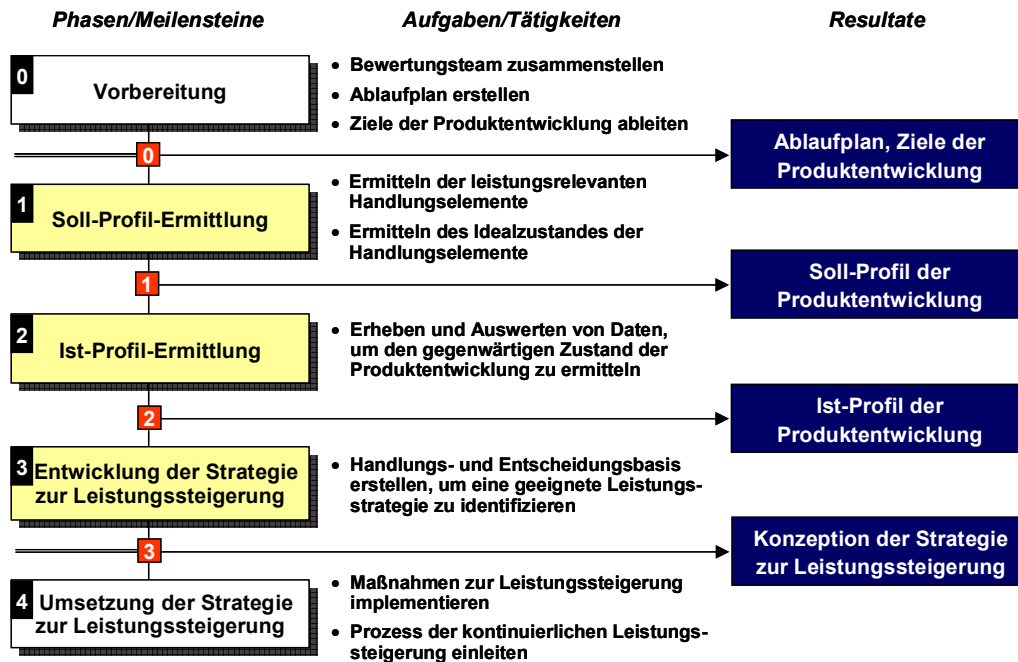 Phasen/Meilensteine
Aufgaben/Tätigkeiten
Resultate
0
Vorbereitung
• Bewertungsteam zusammenstellen
• Ablaufplan erstellen
• Ziele der Produktentwicklung ableiten
0
Ablaufplan, Ziele der
Produktentwicklung
1
Soll-Profil-Ermittlung
• Ermitteln der leistungsrelevanten
Handlungselemente
• Ermitteln des Idealzustandes der
Handlungselemente
1
Soll-Profil der
Produktentwicklung
2
Ist-Profil-Ermittlung
• Erheben und Auswerten von Daten,
um den gegenwärtigen Zustand der
Produktentwicklung zu ermitteln
2
Ist-Profil der
Produktentwicklung
3
Entwicklung der Strategie
zur Leistungssteigerung
• Handlungs- und Entscheidungsbasis
erstellen, um eine geeignete Leistungs-
strategie zu identifizieren
3
Konzeption der Strategie
zur Leistungssteigerung
4
Umsetzung der Strategie
zur Leistungssteigerung
• Maßnahmen zur Leistungssteigerung
implementieren
• Prozess der kontinuierlichen Leistungs-
steigerung einleiten